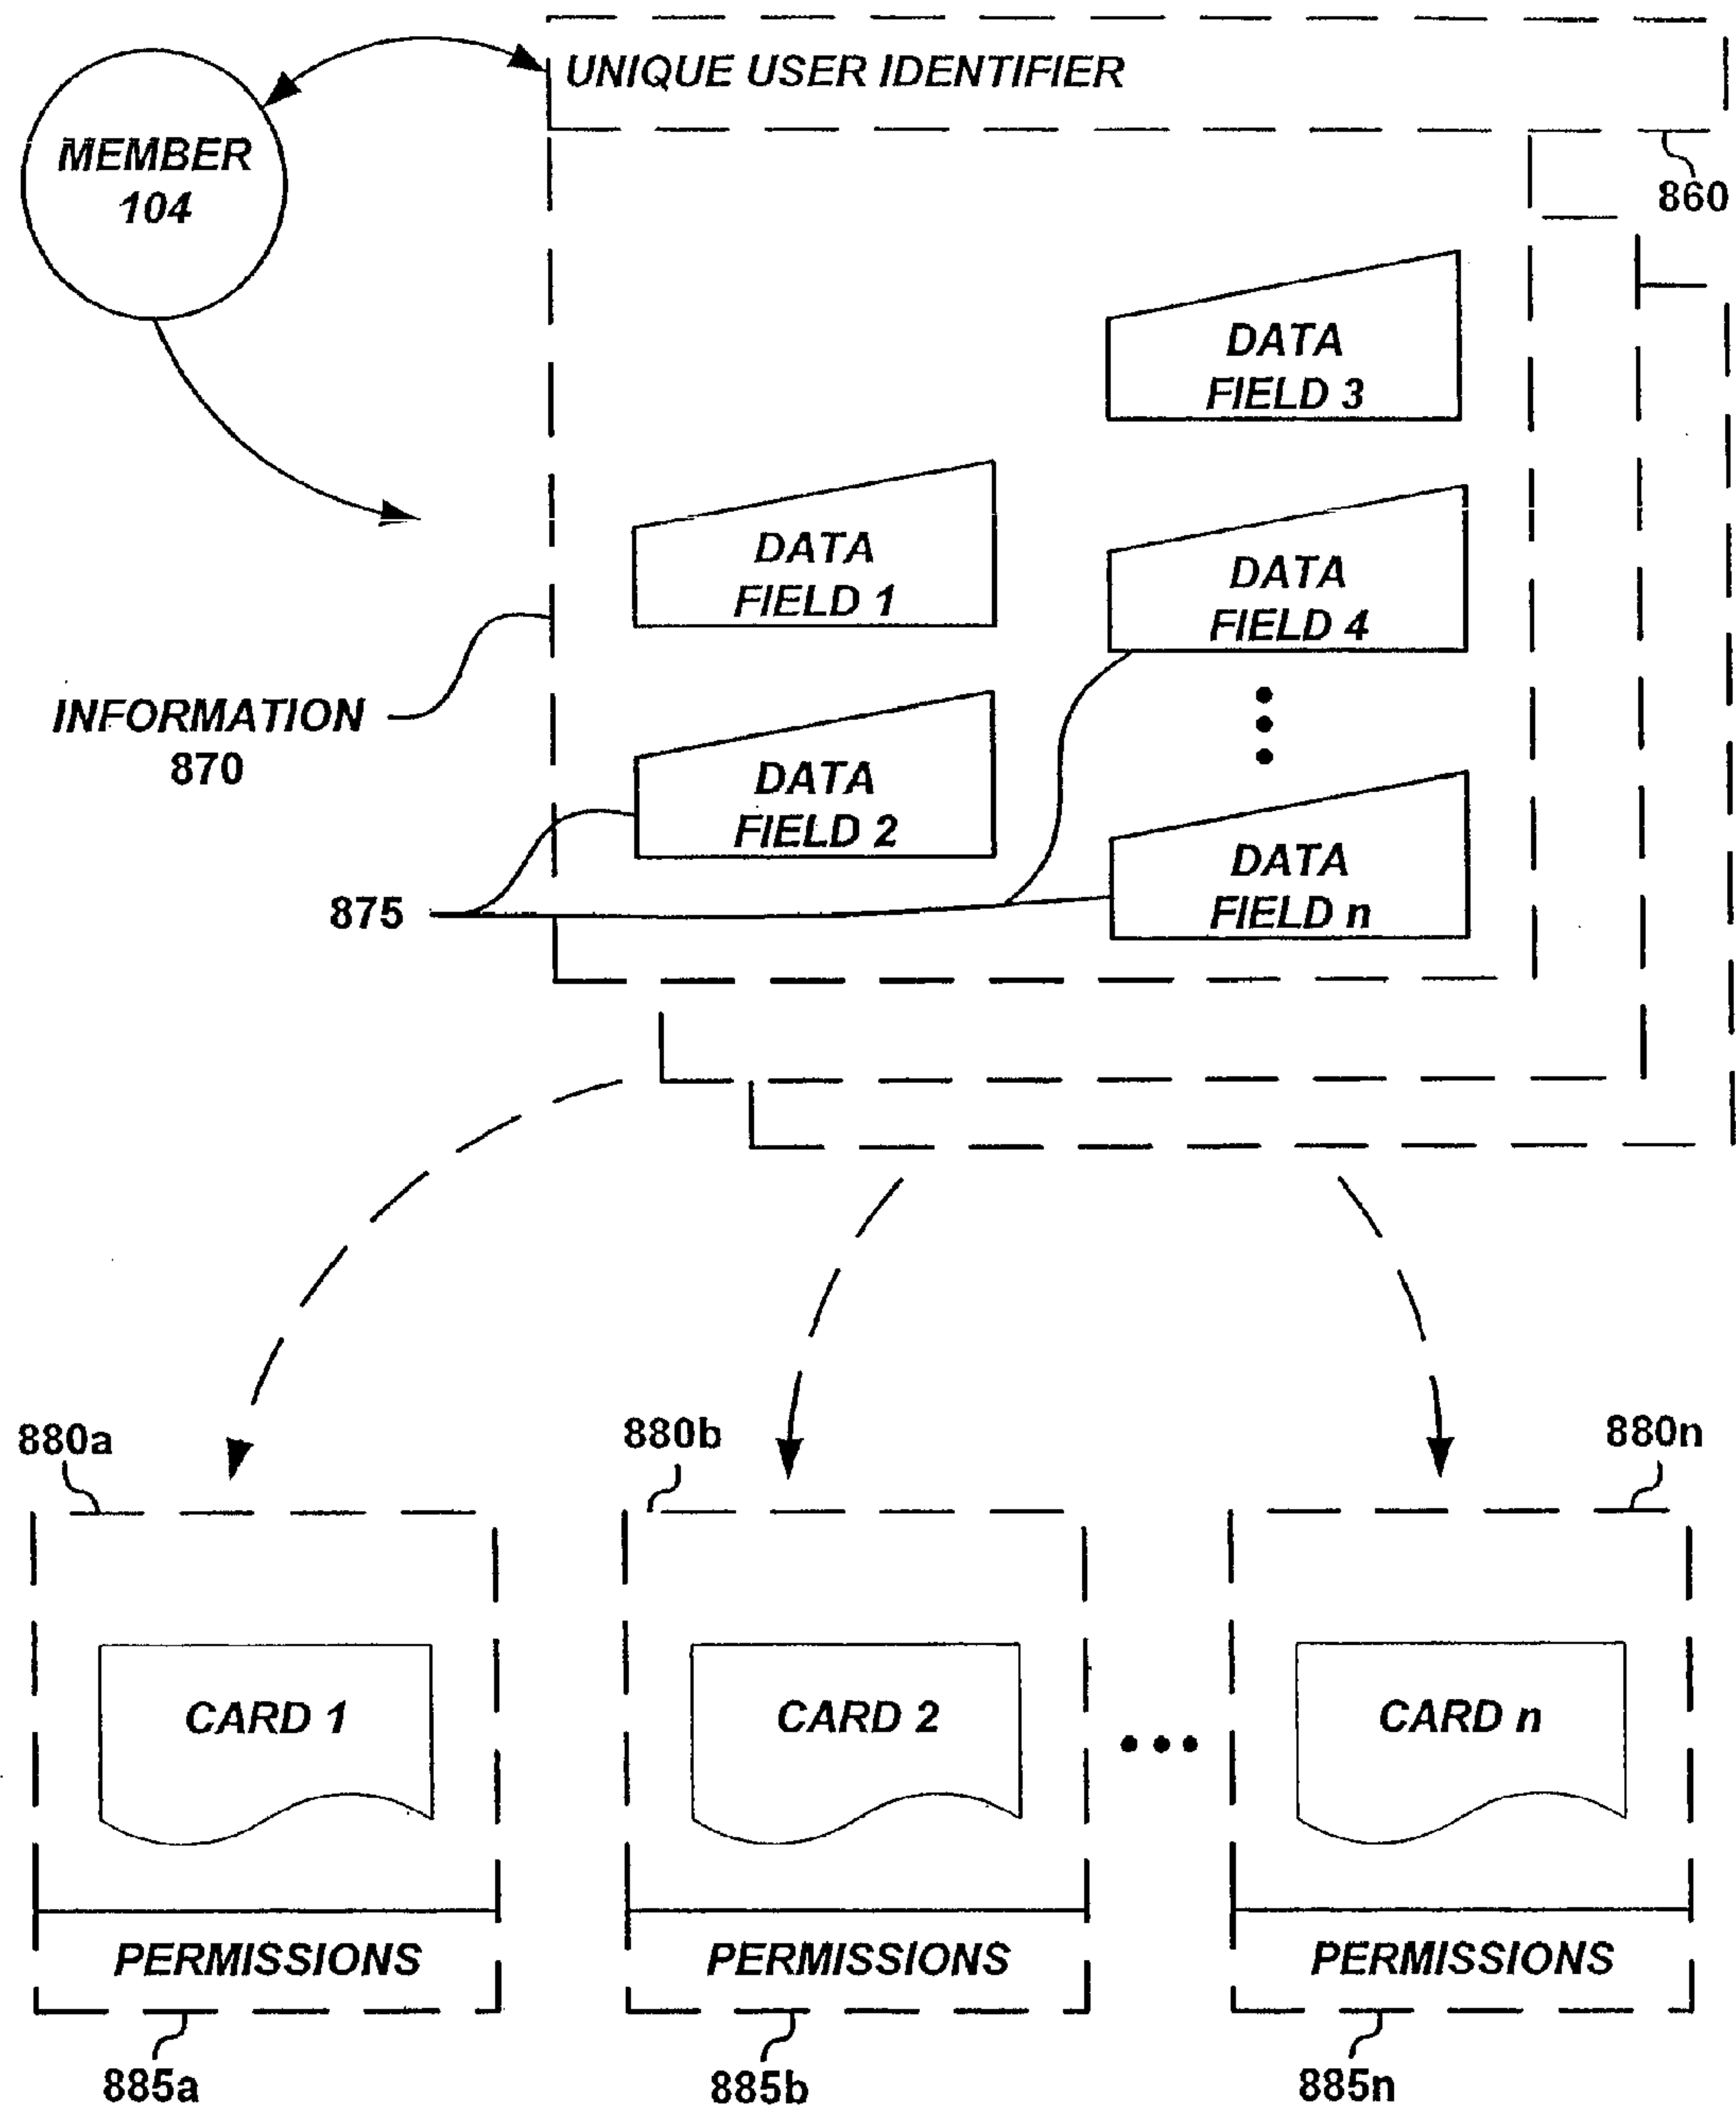 UNIQUE USER IDENTIFIER
MEMBER
104
860
DATA
FIELD 3
DATA
FIELD 1
DATA
FIELD 4
INFORMATION
870
DATA
FIELD 2
DATA
FIELD n
875
880a
880b
880n
CARD 1
CARD 2
CARD n
PERMISSIONS
PERMISSIONS
PERMISSIONS
885a
885b
885n